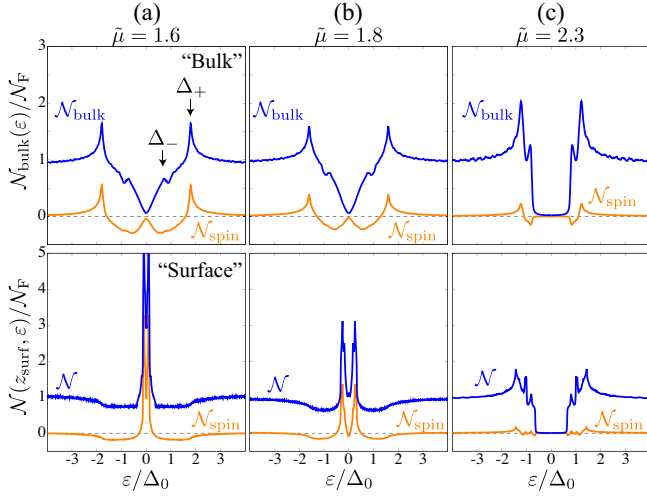 (a)
(b)
(c)
μ̃ = 1.6
μ̃ = 1.8
μ̃ = 2.3
𝒩bulk(ε)/𝒩F
3
2
1
0
"Bulk"
𝒩bulk
Δ+
Δ−
𝒩spin
𝒩bulk
𝒩spin
𝒩bulk
𝒩spin
𝒩(zsurf, ε)/𝒩F
5
4
3
2
1
0
"Surface"
𝒩
𝒩spin
𝒩
𝒩spin
𝒩
𝒩spin
-3 -2 -1 0 1 2 3
-3 -2 -1 0 1 2 3
-3 -2 -1 0 1 2 3
ε/Δ0
ε/Δ0
ε/Δ0